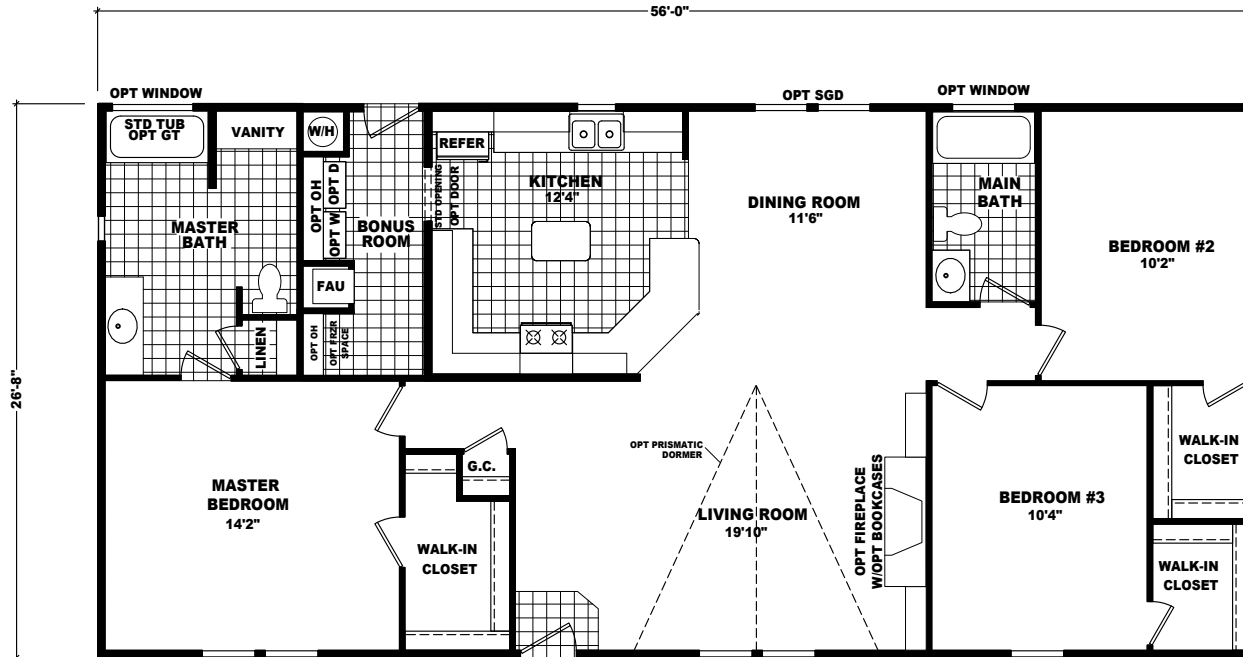 56'-0"
26'-8"
OPT WINDOW
STD TUB
OPT GT
VANITY
MASTER
BATH
LINEN
W/H
OPT OH
OPT D
OPT W
BONUS
ROOM
FAU
OPT OH
OPT FRZR
SPACE
REFER
STD OPENING
OPT DOOR
KITCHEN
12'4"
OPT SGD
DINING ROOM
11'6"
OPT WINDOW
MAIN
BATH
BEDROOM #2
10'2"
MASTER
BEDROOM
14'2"
G.C.
WALK-IN
CLOSET
OPT PRISMATIC
DORMER
LIVING ROOM
19'10"
OPT FIREPLACE
W/OPT BOOKCASES
BEDROOM #3
10'4"
WALK-IN
CLOSET
WALK-IN
CLOSET